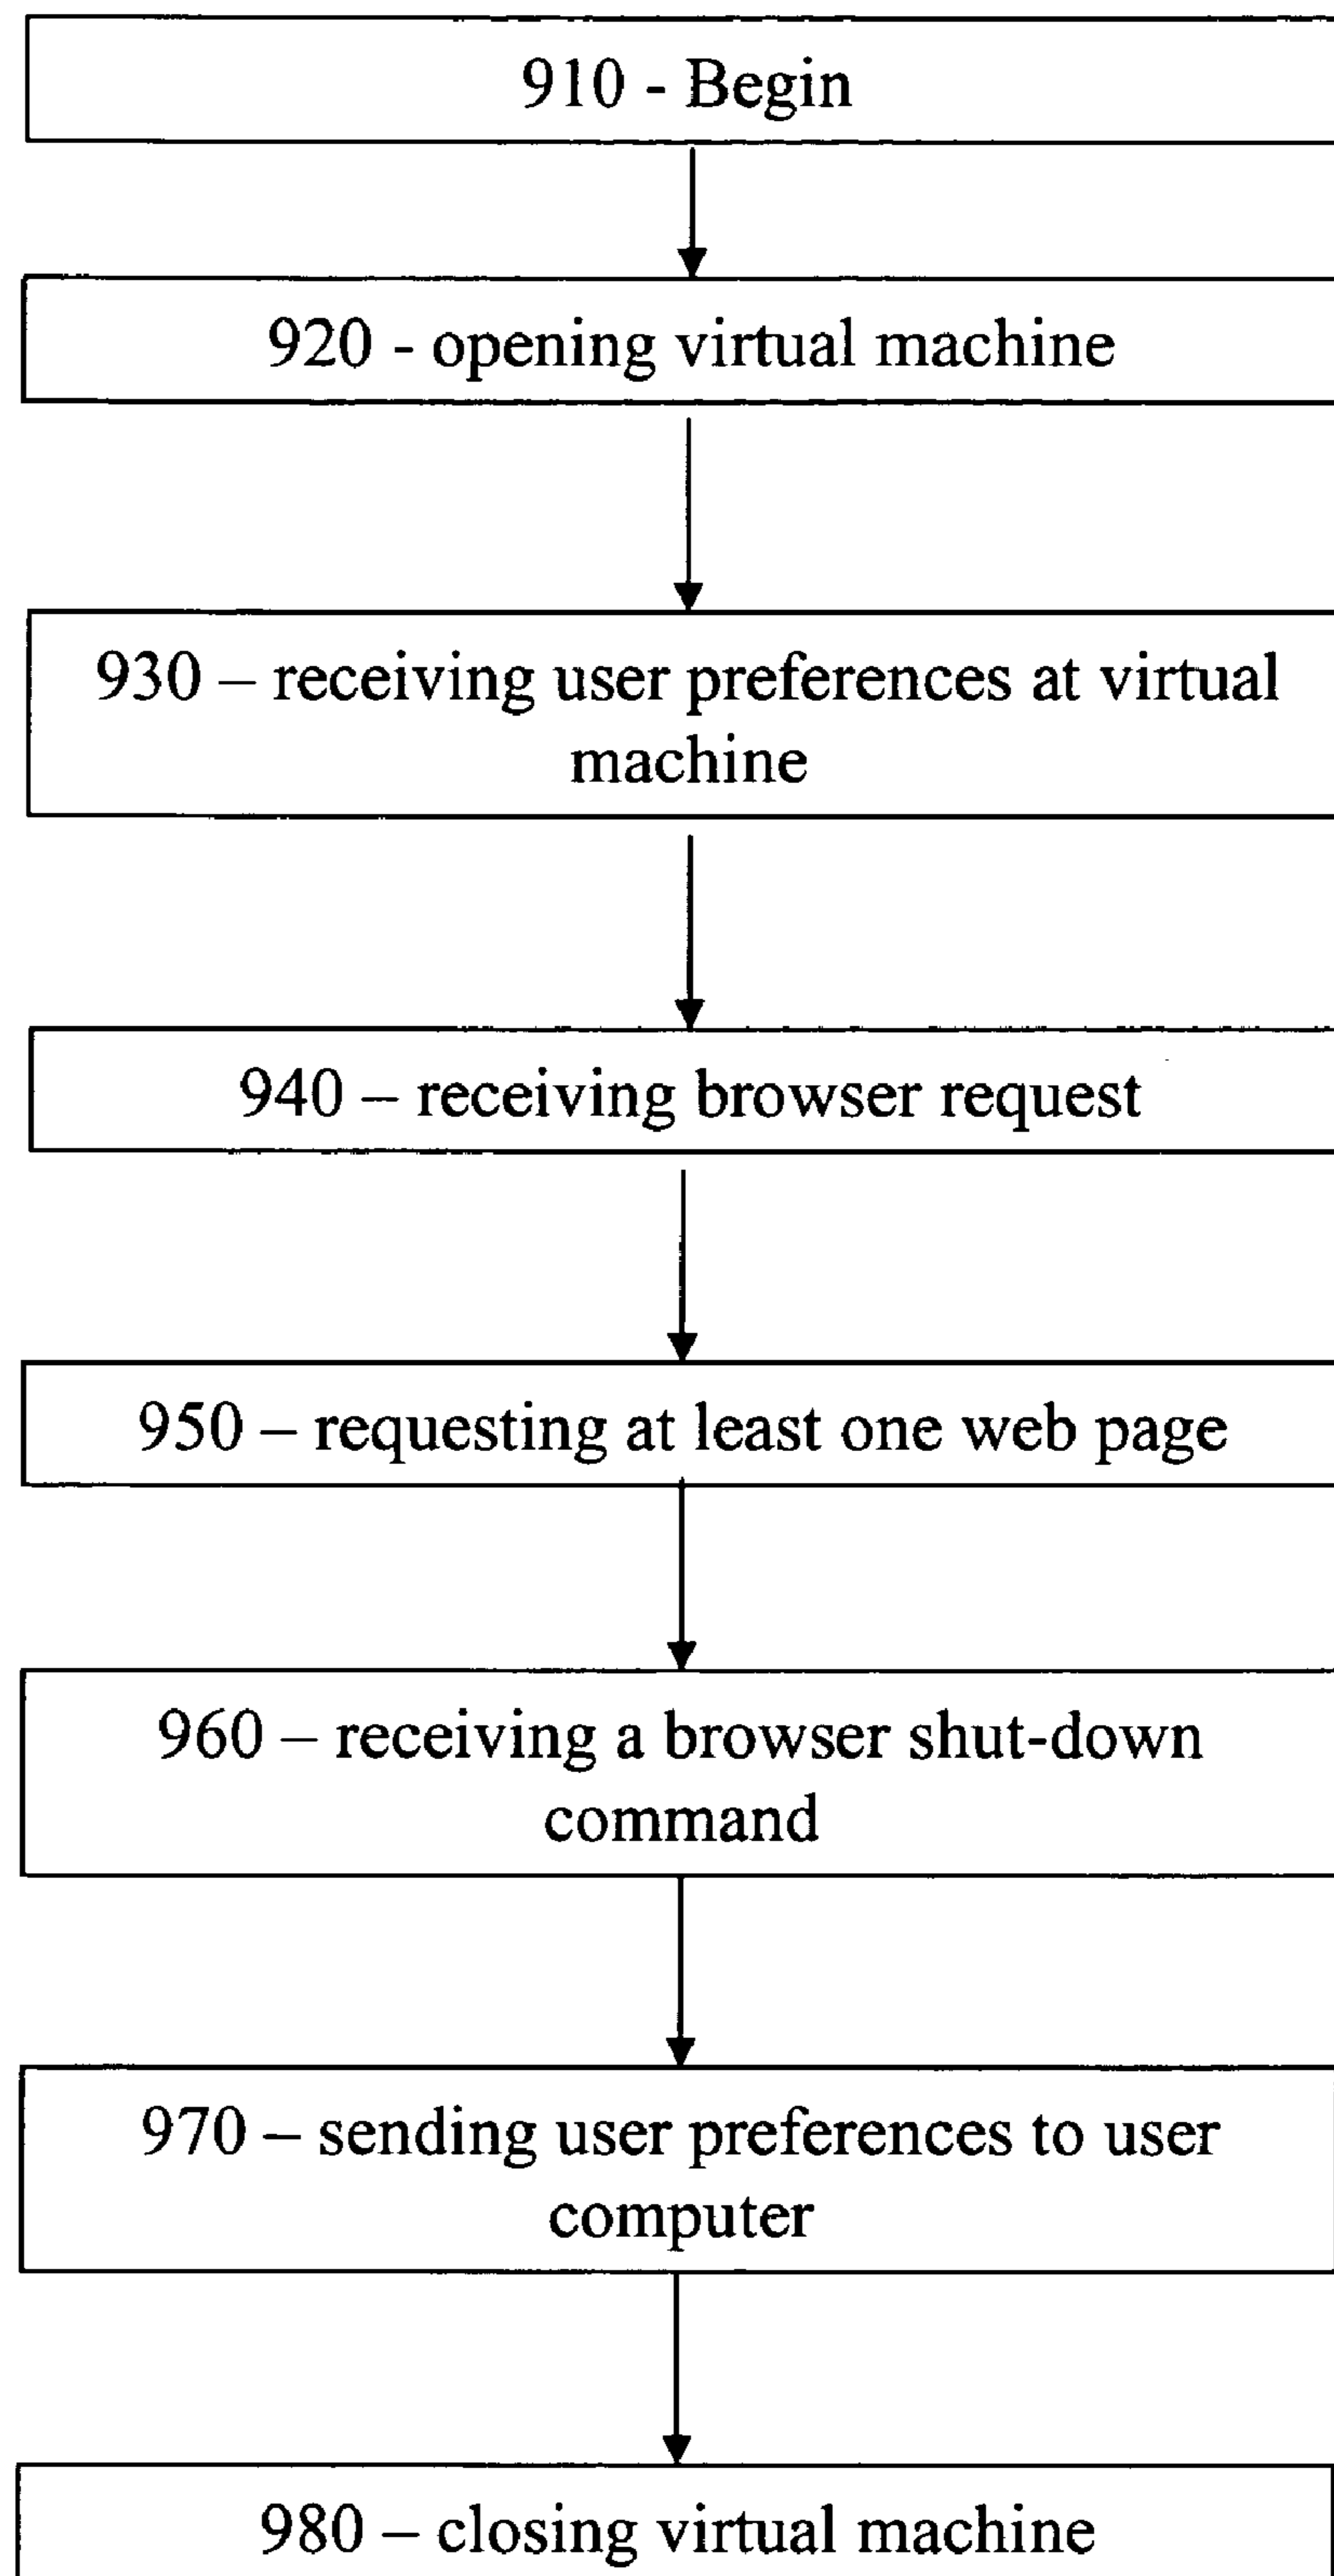 910 - Begin
920 - opening virtual machine
930 – receiving user preferences at virtual
machine
940 – receiving browser request
950 – requesting at least one web page
960 – receiving a browser shut-down
command
970 – sending user preferences to user
computer
980 – closing virtual machine